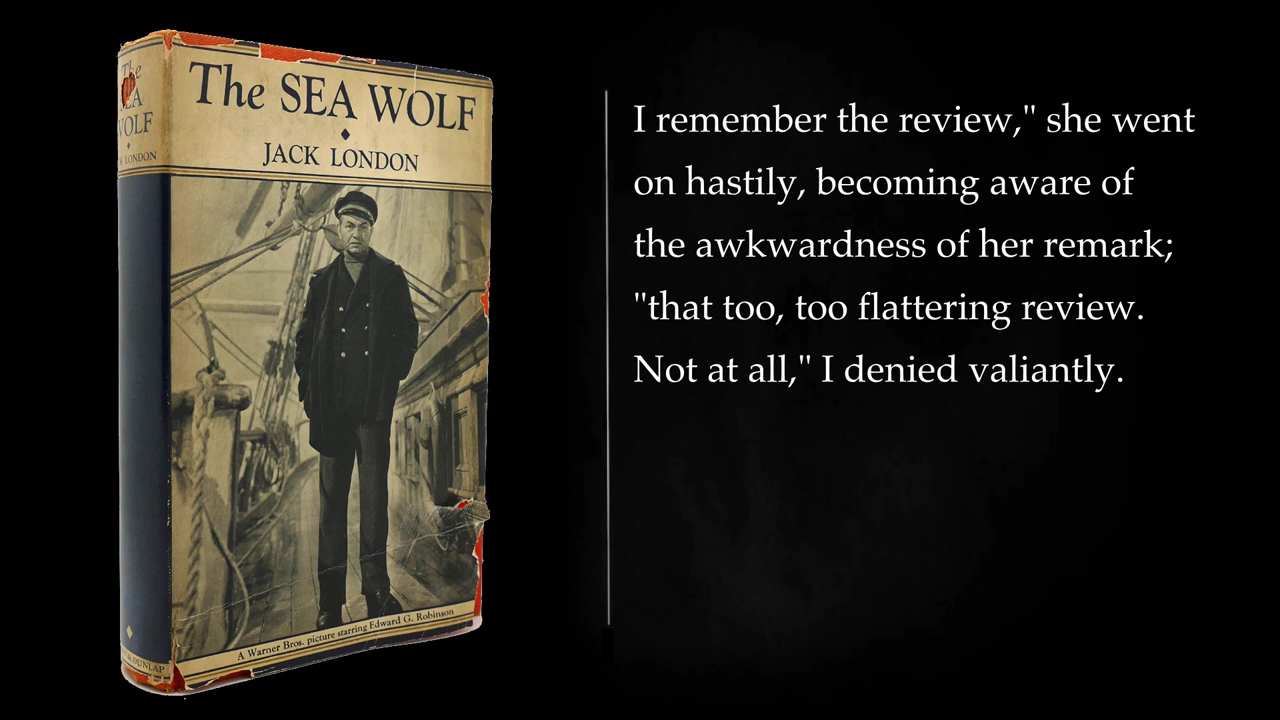 The SEA WOLF
JACK LONDON
A Warner Bros. picture starring Edward G. Robinson
The
WOLF
LONDON
DUNLAP
I remember the review," she went
on hastily, becoming aware of
the awkwardness of her remark;
"that too, too flattering review.
Not at all," I denied valiantly.